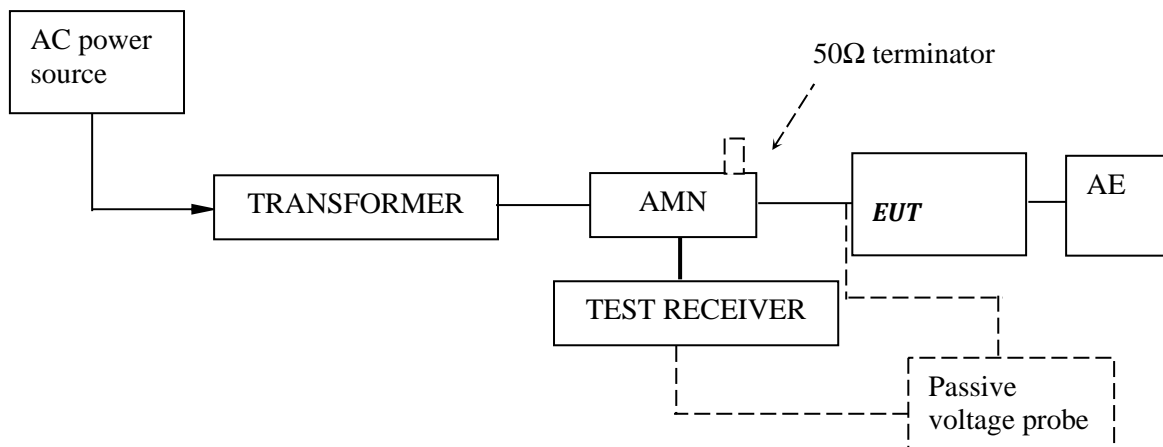 AC power
source
50Ω terminator
TRANSFORMER
AMN
EUT
AE
TEST RECEIVER
Passive
voltage probe